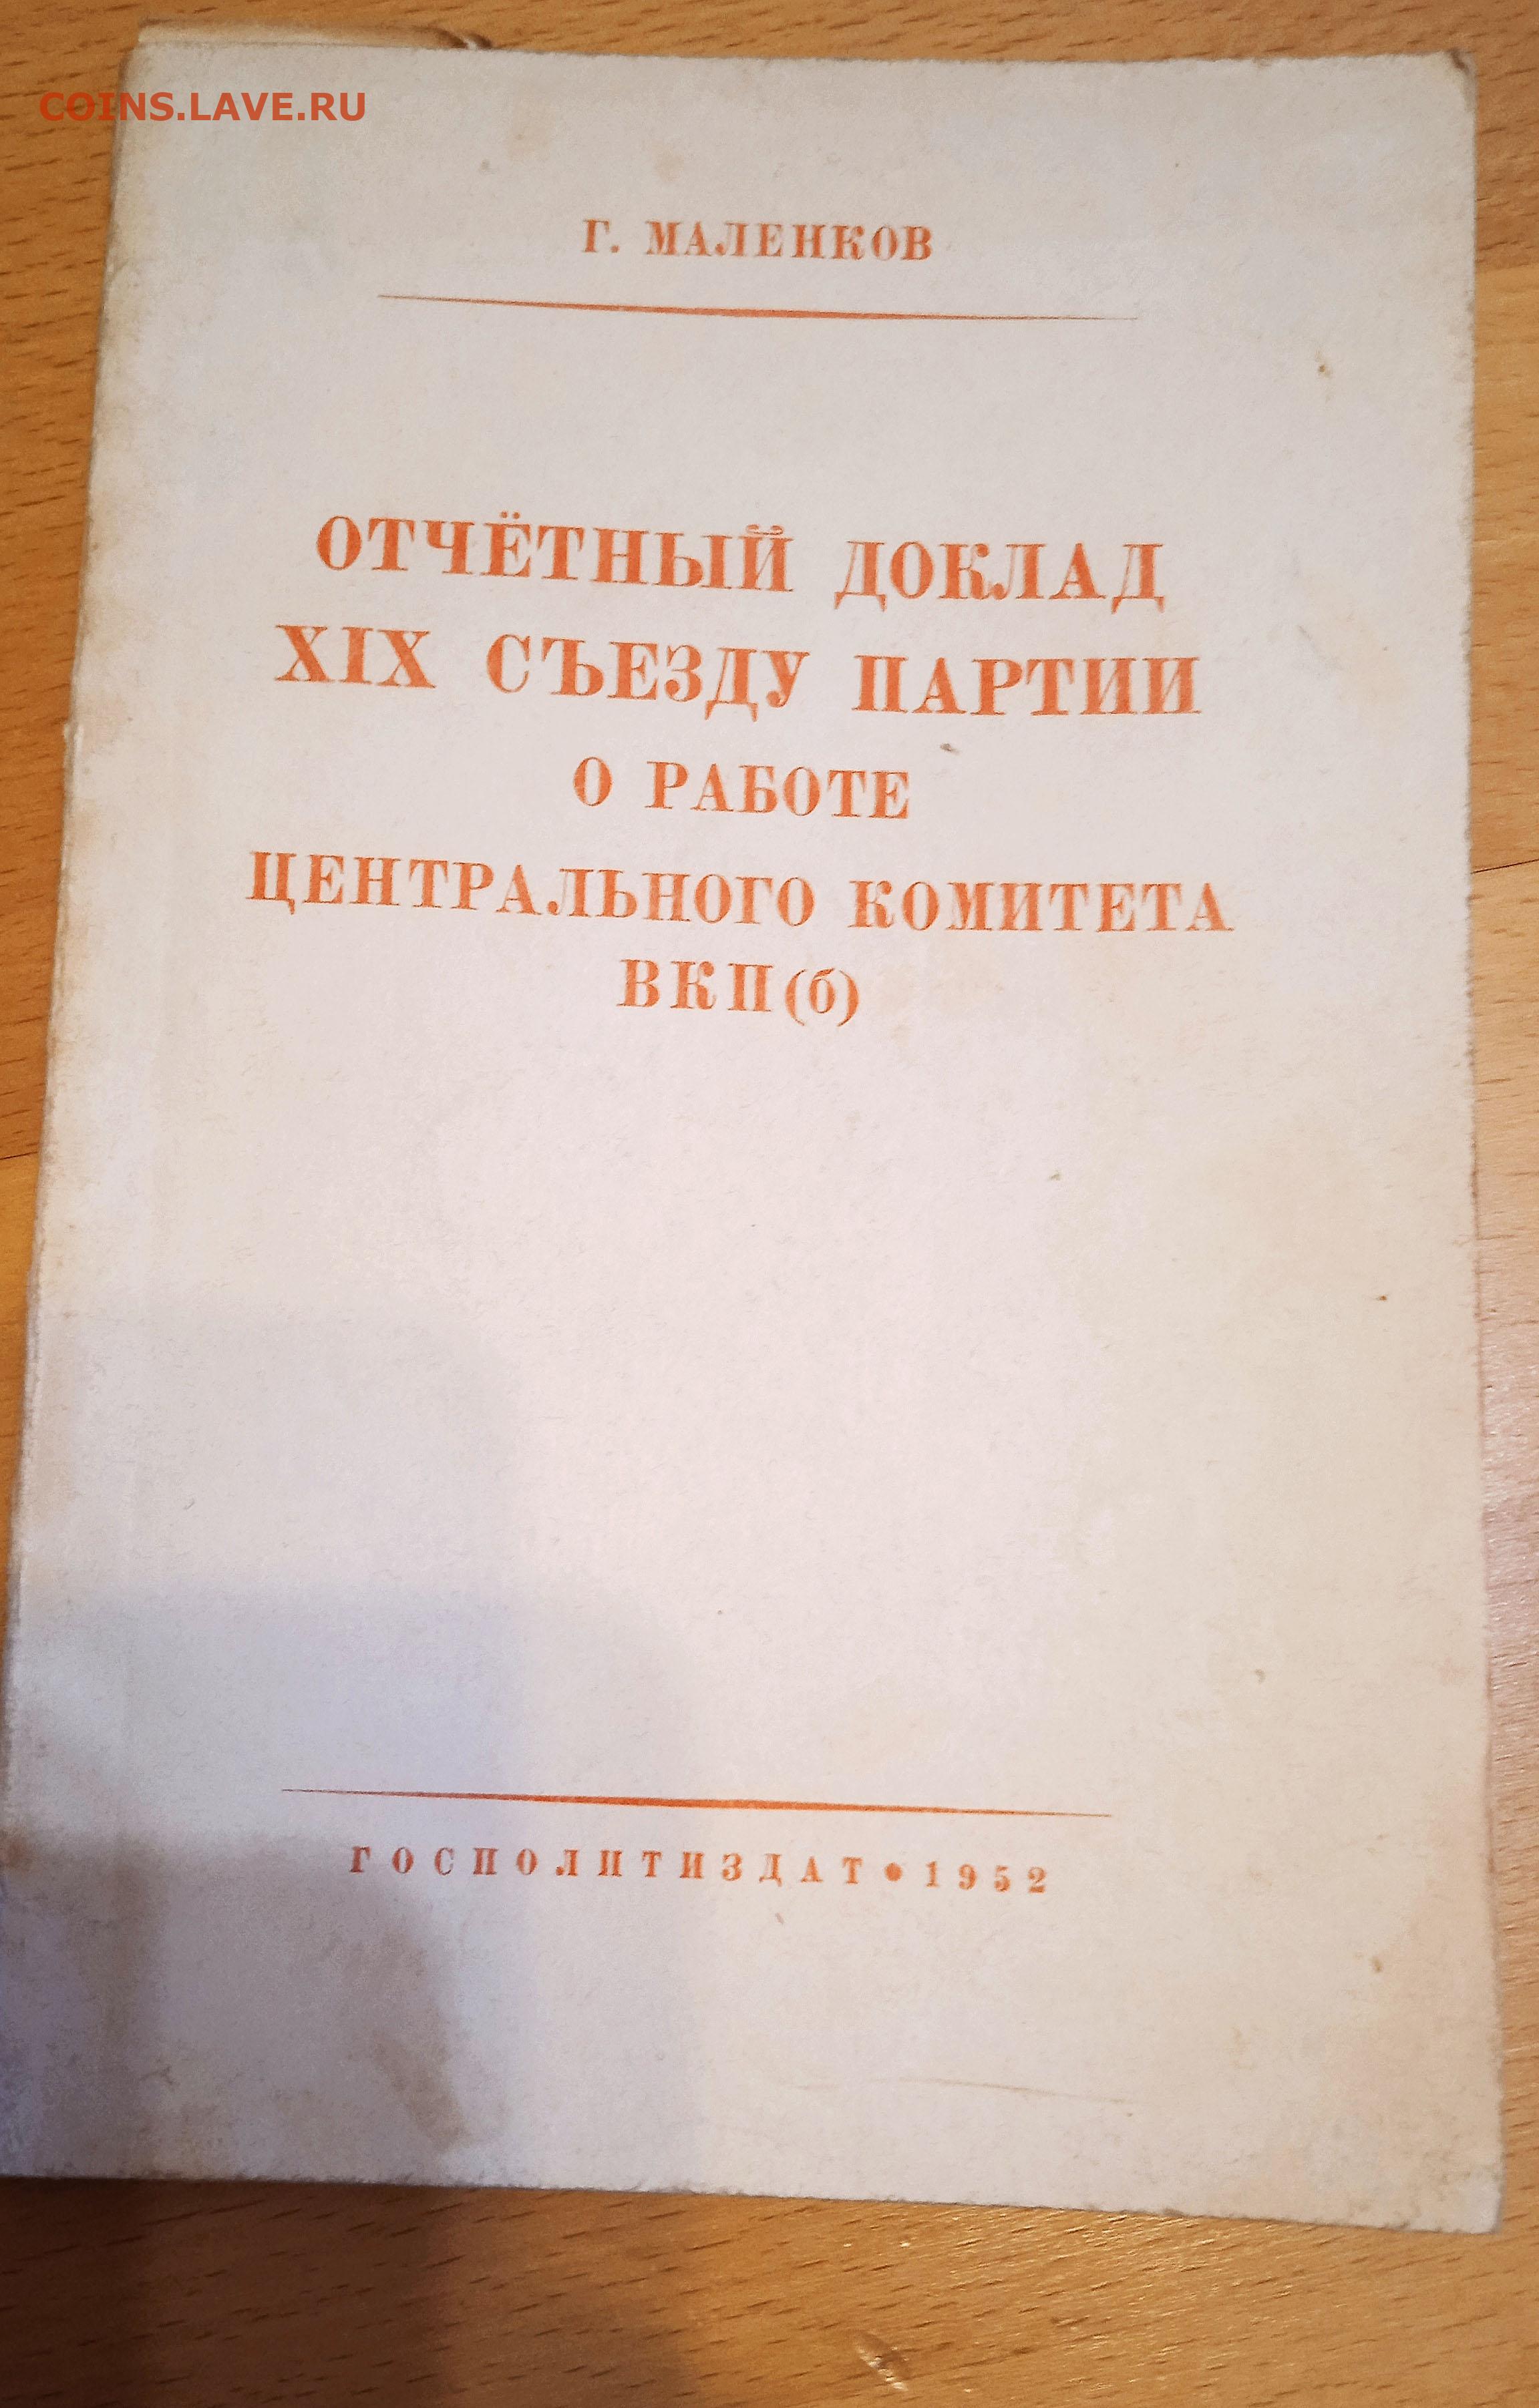 COINS.LAVE.RU
Г. МАЛЕНКОВ
ОТЧЁТНЫЙ ДОКЛАД
XIX СЪЕЗДУ ПАРТИИ
О РАБОТЕ
ЦЕНТРАЛЬНОГО КОМИТЕТА
ВКП(б)
ГОСПОЛИТИЗДАТ • 1952